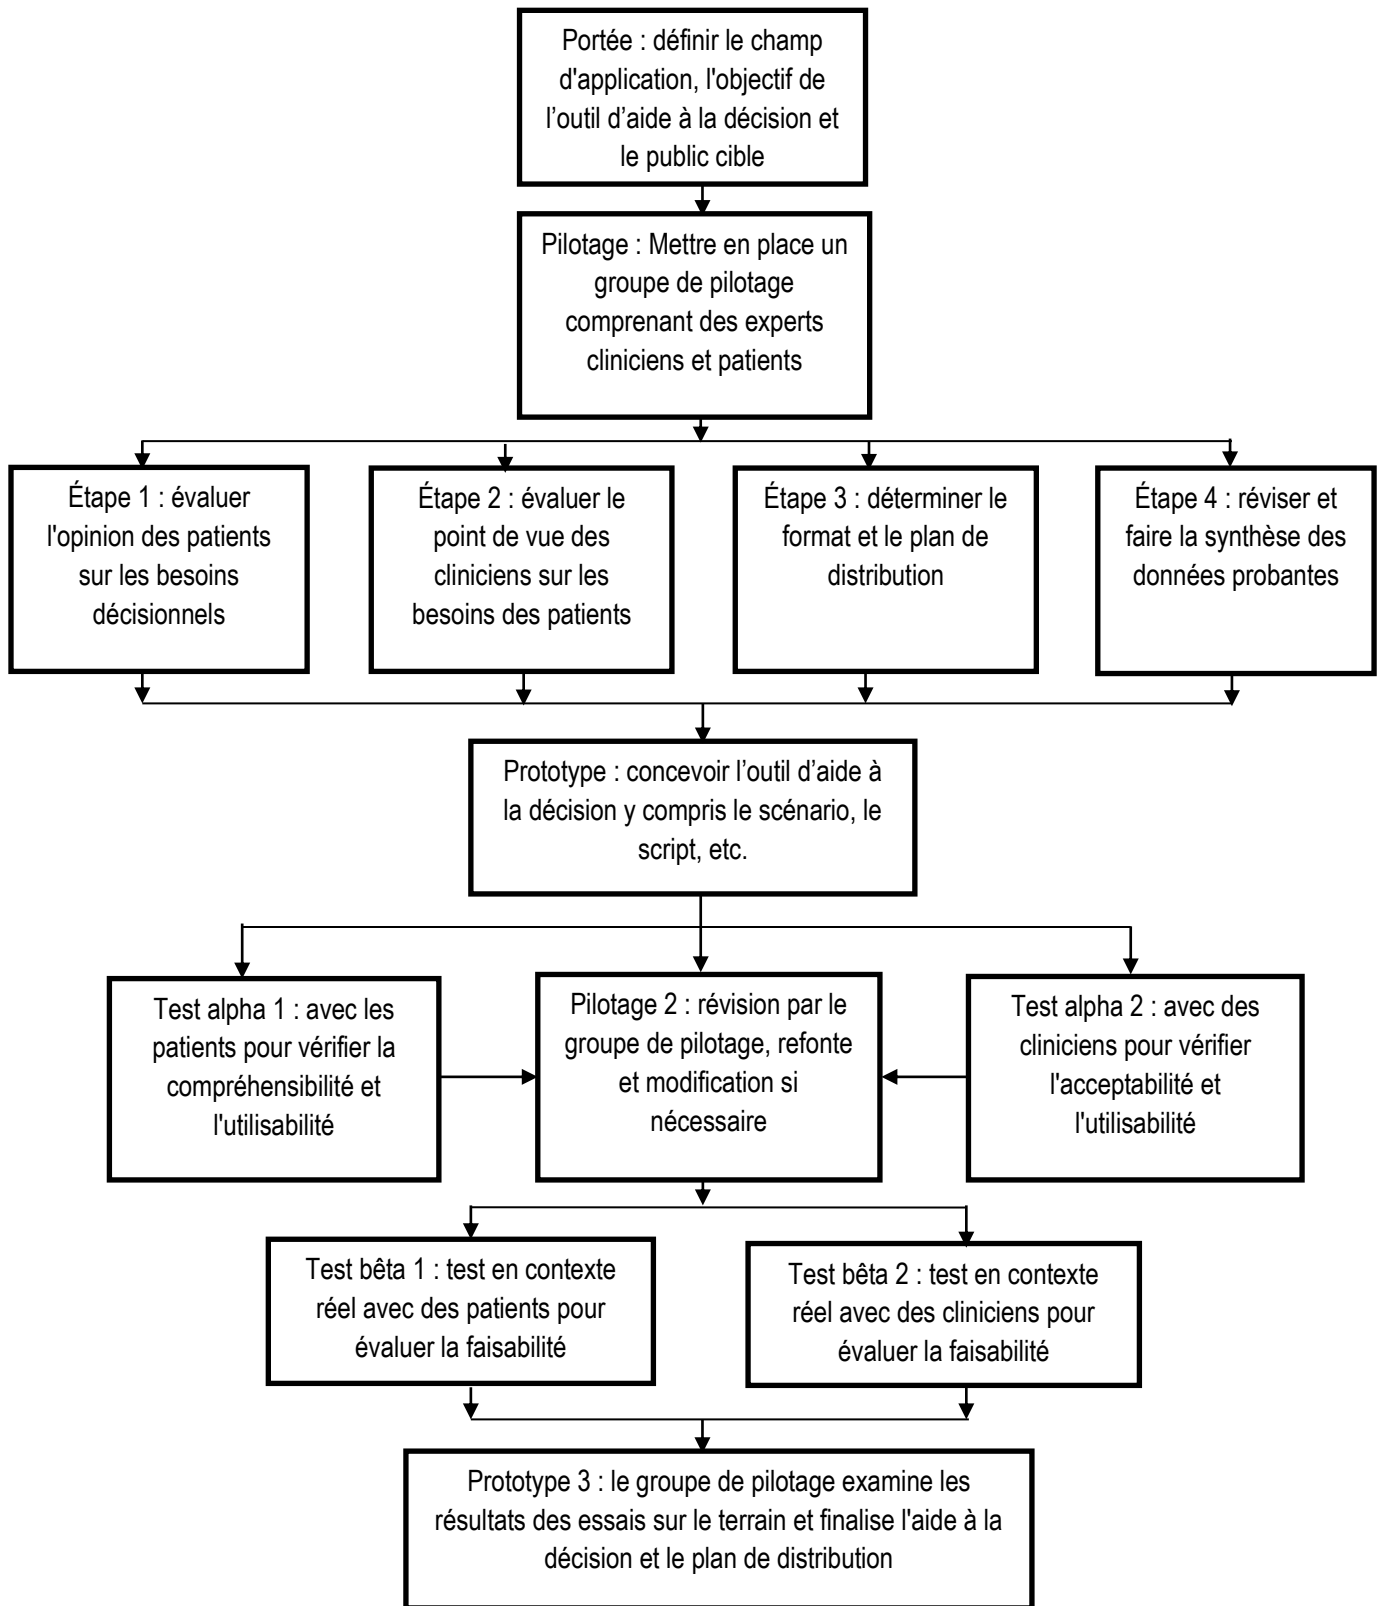 Portée : définir le champ
d'application, l'objectif de
l’outil d’aide à la décision et
le public cible
Pilotage : Mettre en place un
groupe de pilotage
comprenant des experts
cliniciens et patients
Étape 1 : évaluer
l'opinion des patients
sur les besoins
décisionnels
Étape 2 : évaluer le
point de vue des
cliniciens sur les
besoins des patients
Étape 3 : déterminer le
format et le plan de
distribution
Étape 4 : réviser et
faire la synthèse des
données probantes
Prototype : concevoir l’outil d’aide à
la décision y compris le scénario, le
script, etc.
Test alpha 1 : avec les
patients pour vérifier la
compréhensibilité et
l'utilisabilité
Pilotage 2 : révision par le
groupe de pilotage, refonte
et modification si
nécessaire
Test alpha 2 : avec des
cliniciens pour vérifier
l'acceptabilité et
l'utilisabilité
Test bêta 1 : test en contexte
réel avec des patients pour
évaluer la faisabilité
Test bêta 2 : test en contexte
réel avec des cliniciens pour
évaluer la faisabilité
Prototype 3 : le groupe de pilotage examine les
résultats des essais sur le terrain et finalise l'aide à la
décision et le plan de distribution